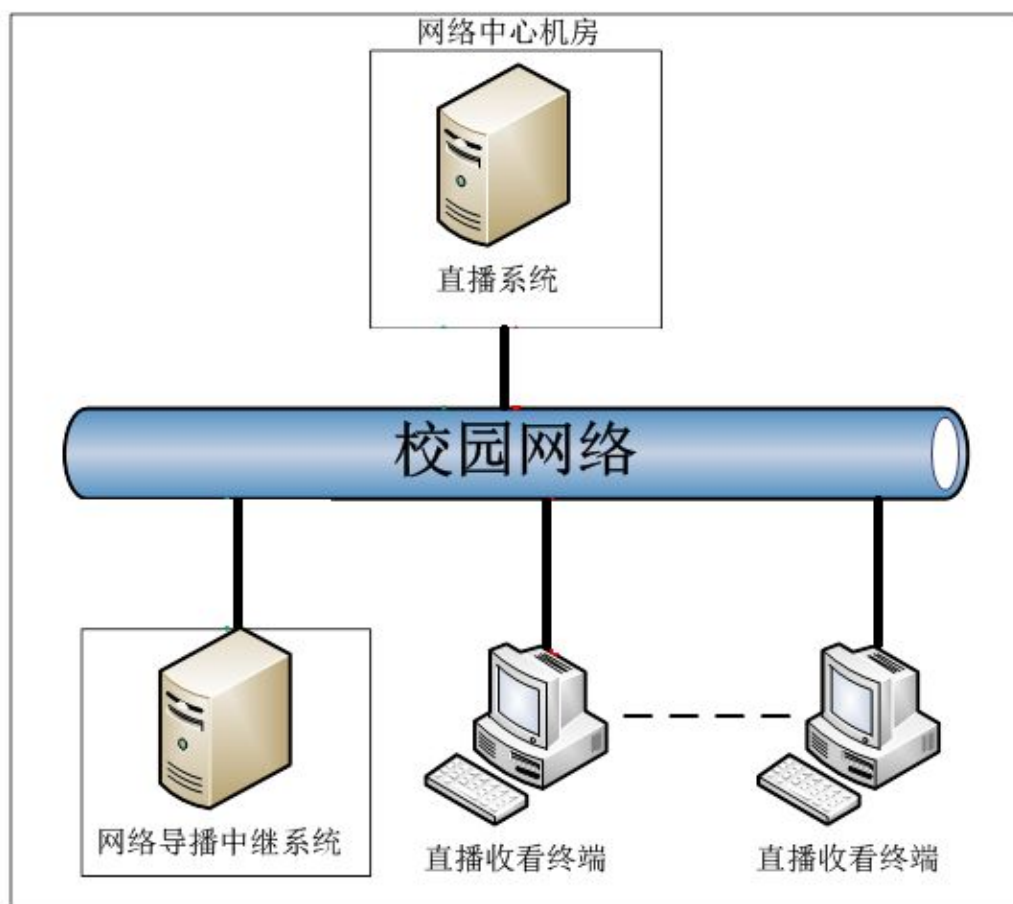 网络中心机房
直播系统
校园网络
网络导播中继系统
直播收看终端
直播收看终端